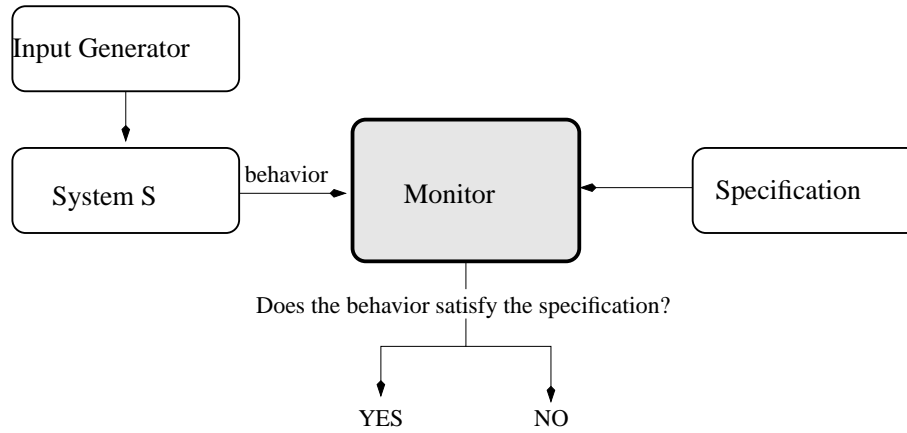 Input Generator
System S
behavior
Monitor
Specification
Does the behavior satisfy the specification?
YES
NO